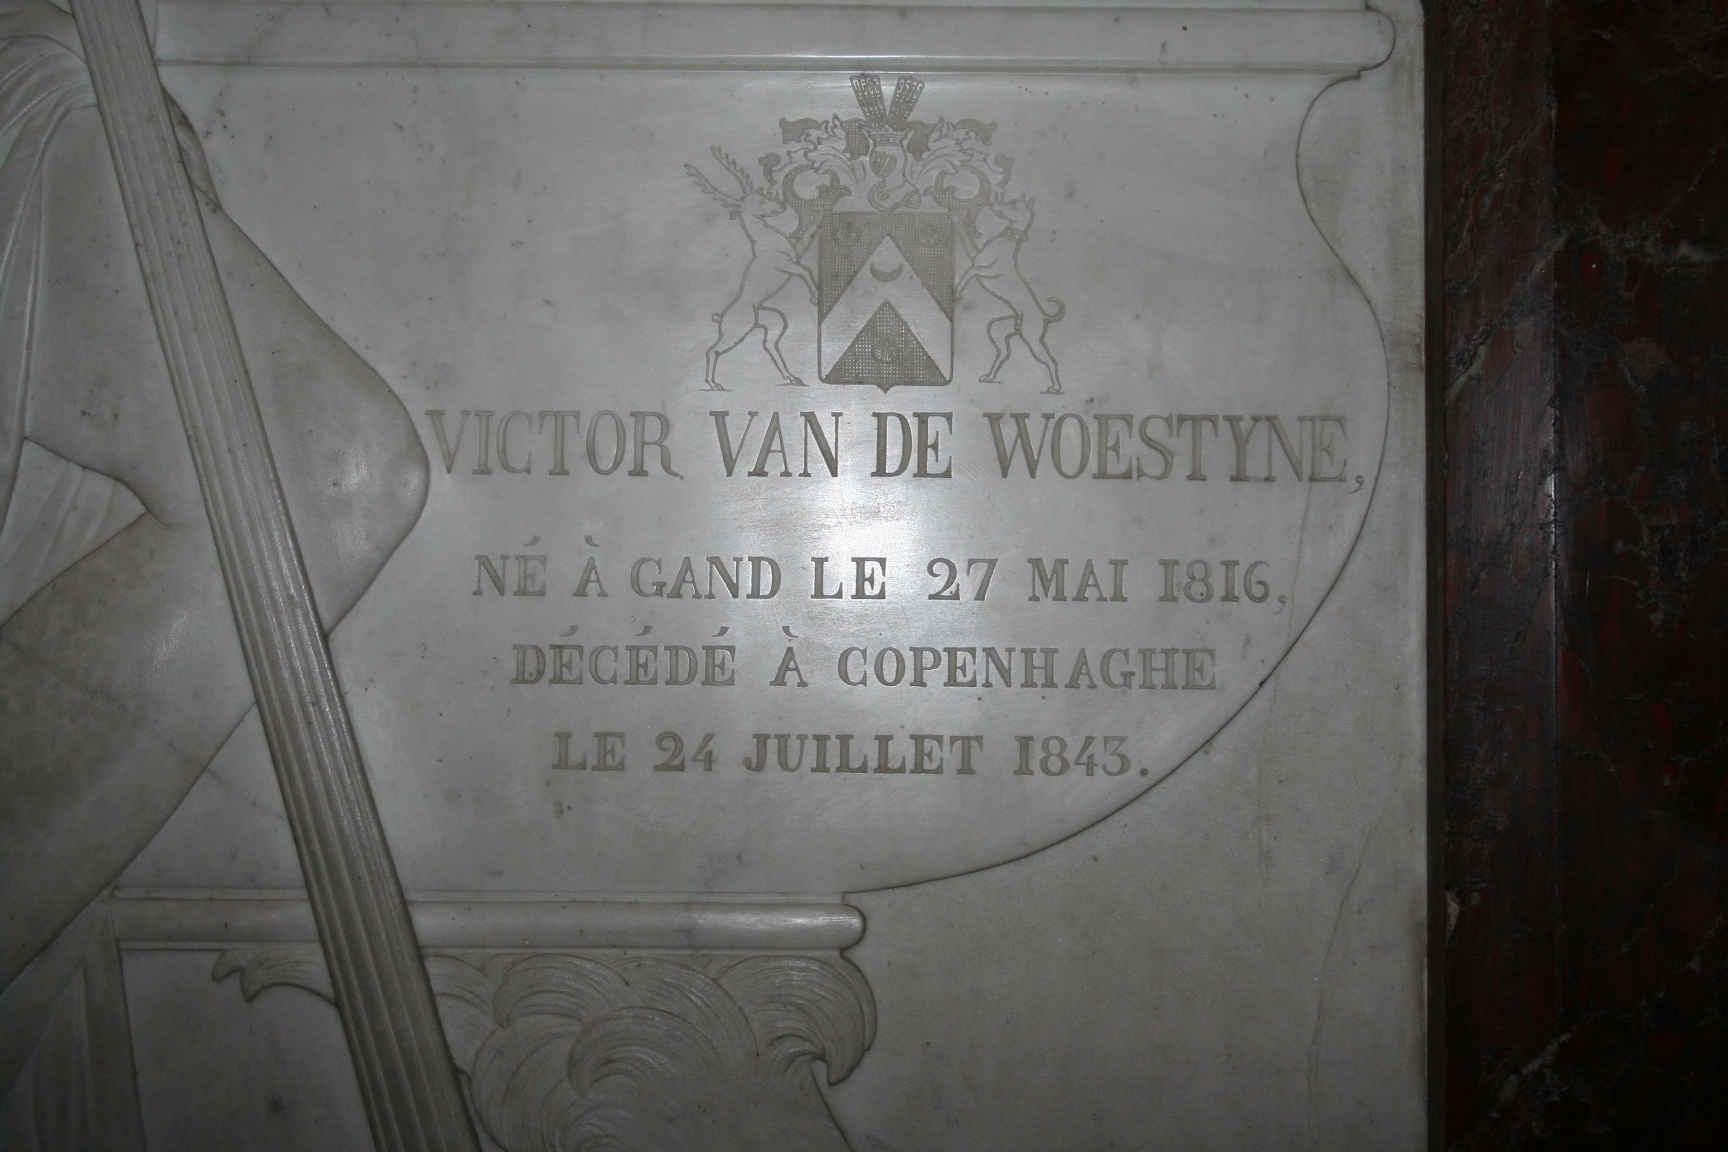 VICTOR VAN DE WOESTYNE,
NÉ À GAND LE 27 MAI 1816,
DÉCÉDÉ À COPENHAGHE
LE 24 JUILLET 1843.